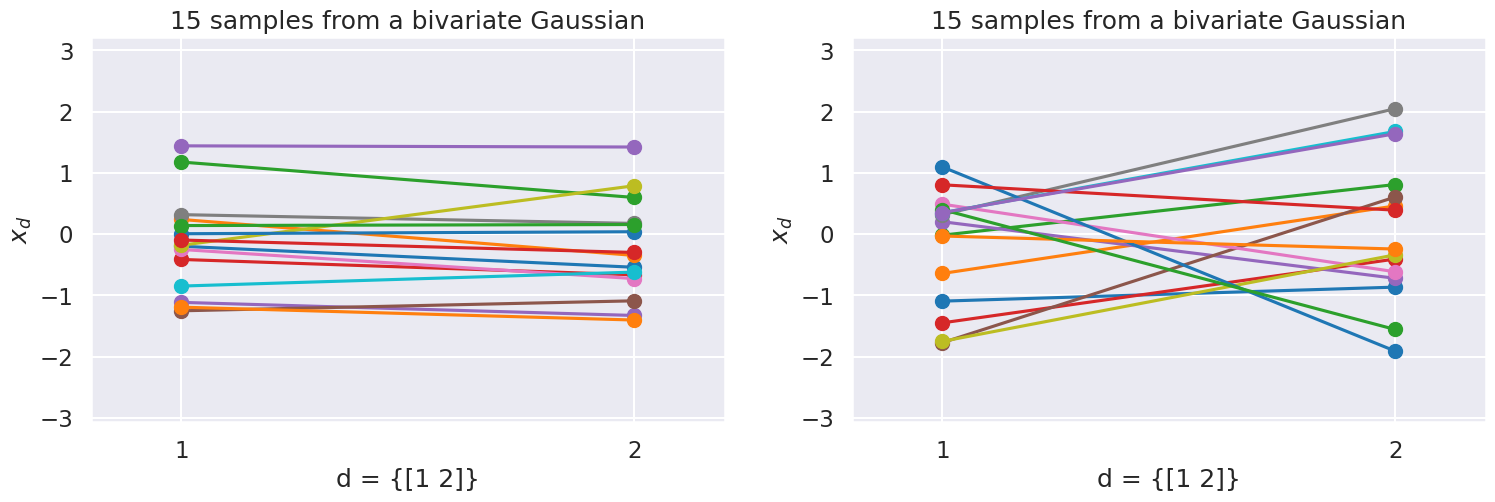 15 samples from a bivariate Gaussian
3
2
1
0
−1
−2
−3
x_d
1 2
d = {[1 2]}
15 samples from a bivariate Gaussian
3
2
1
0
−1
−2
−3
x_d
1 2
d = {[1 2]}